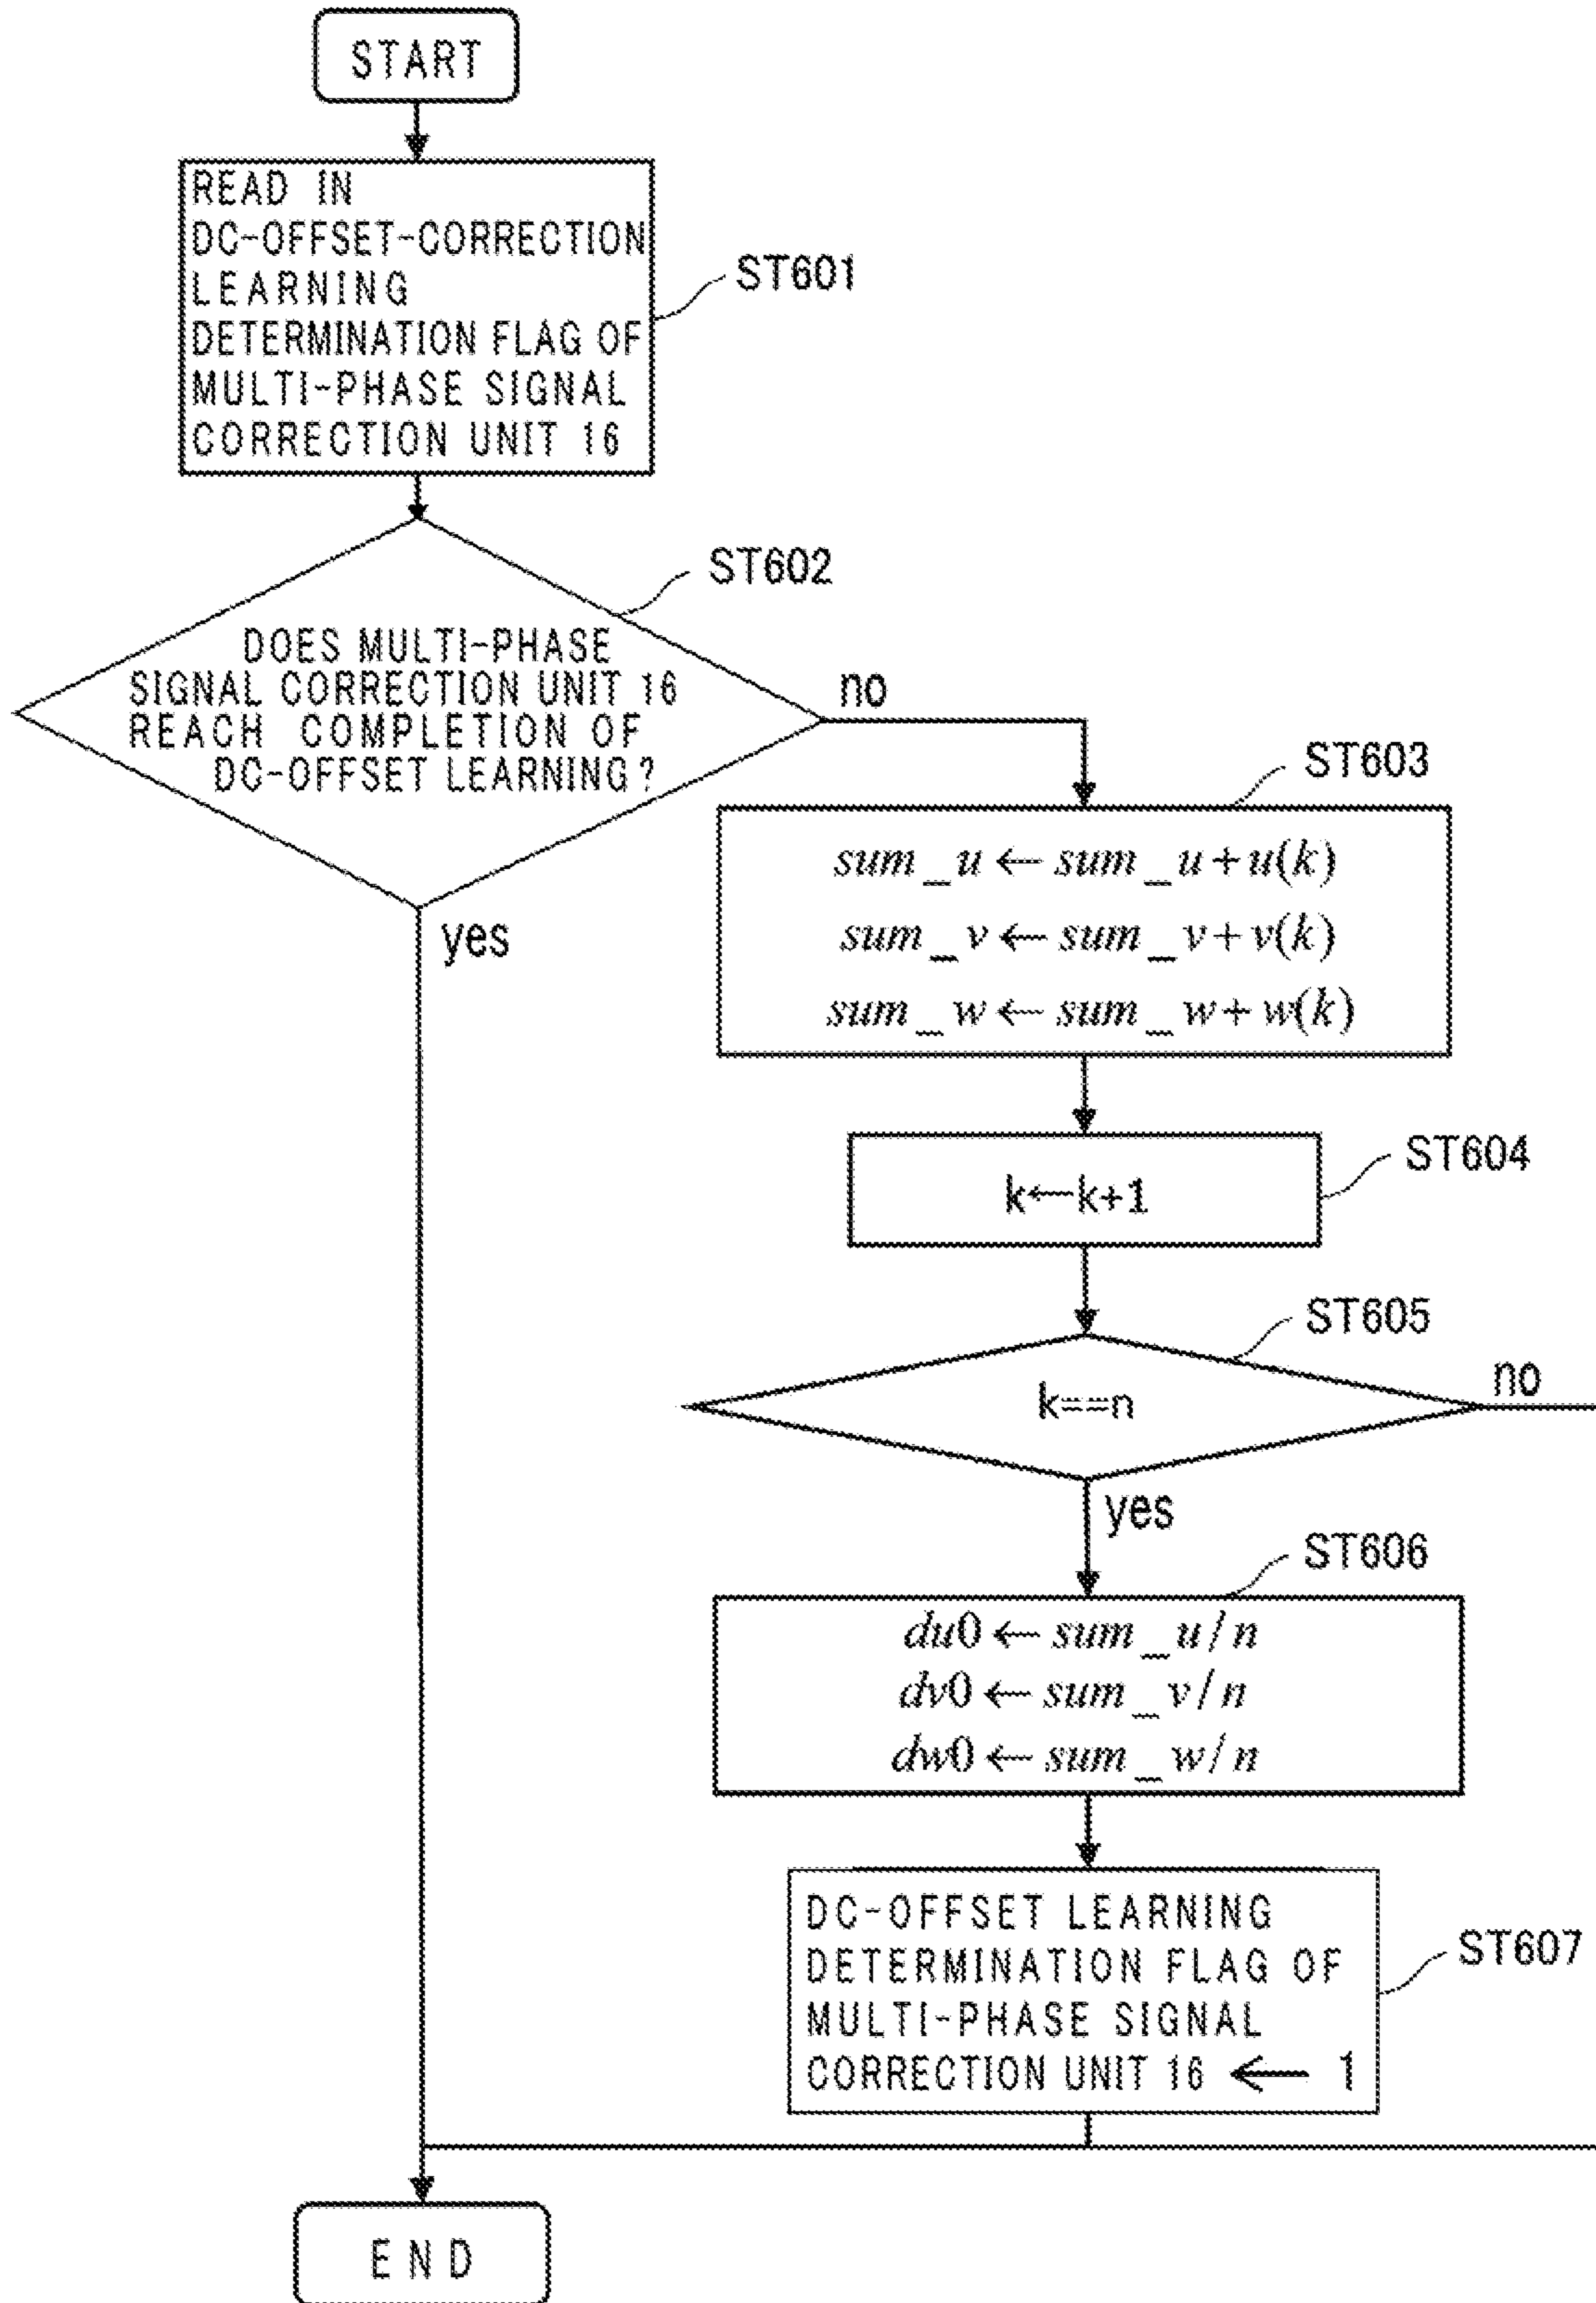 START
READ IN
DC-OFFSET-CORRECTION
LEARNING
DETERMINATION FLAG OF
MULTI-PHASE SIGNAL
CORRECTION UNIT 16
ST601
ST602
DOES MULTI-PHASE
SIGNAL CORRECTION UNIT 16
REACH COMPLETION OF
DC-OFFSET LEARNING?
no
yes
ST603
sum_u ← sum_u + u(k)
sum_v ← sum_v + v(k)
sum_w ← sum_w + w(k)
ST604
k←k+1
ST605
k==n
no
yes
ST606
du0 ← sum_u / n
dv0 ← sum_v / n
dw0 ← sum_w / n
DC-OFFSET LEARNING
DETERMINATION FLAG OF
MULTI-PHASE SIGNAL
CORRECTION UNIT 16 ← 1
ST607
END